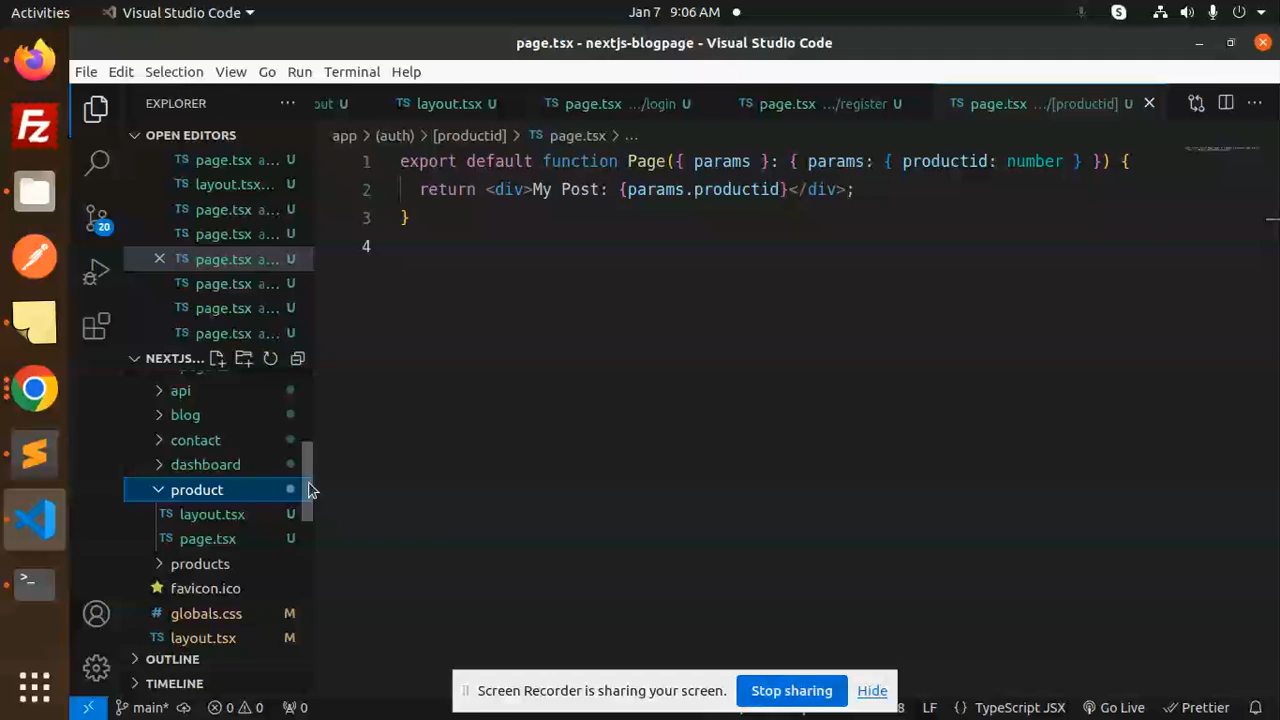 Activities
Visual Studio Code
Jan 7 9:06 AM
page.tsx - nextjs-blogpage - Visual Studio Code
File Edit Selection View Go Run Terminal Help
EXPLORER
out U
TS layout.tsx U
TS page.tsx .../login U
TS page.tsx .../register U
TS page.tsx .../[productid] U
OPEN EDITORS
app > (auth) > [productid] > TS page.tsx > ...
TS page.tsx a... U
TS layout.tsx... U
TS page.tsx a... U
TS page.tsx a... U
TS page.tsx a... U
TS page.tsx a... U
TS page.tsx a... U
TS page.tsx a... U
1 export default function Page({ params }: { params: { productid: number } }) {
2 return <div>My Post: {params.productid}</div>;
3 }
4
20
NEXTJS...
api
blog
contact
dashboard
product
TS layout.tsx U
TS page.tsx U
products
favicon.ico
# globals.css M
TS layout.tsx M
OUTLINE
TIMELINE
Screen Recorder is sharing your screen.
Stop sharing
Hide
main*
0 0
0
8
LF
{} TypeScript JSX
Go Live
Prettier